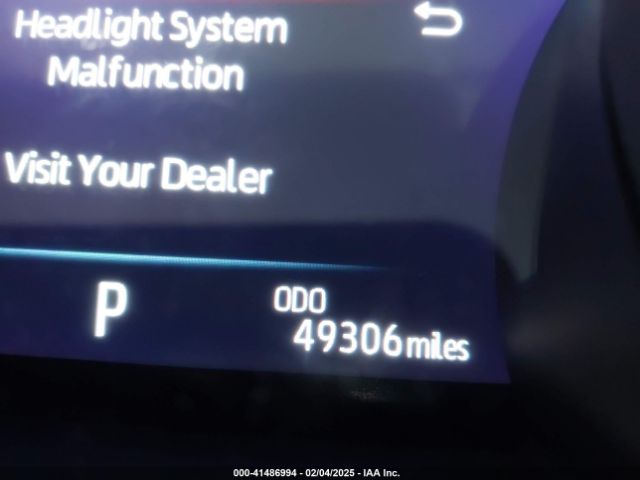 Headlight System
Malfunction
Visit Your Dealer
P
ODO
49306 miles
000-41486994 - 02/04/2025 - IAA Inc.